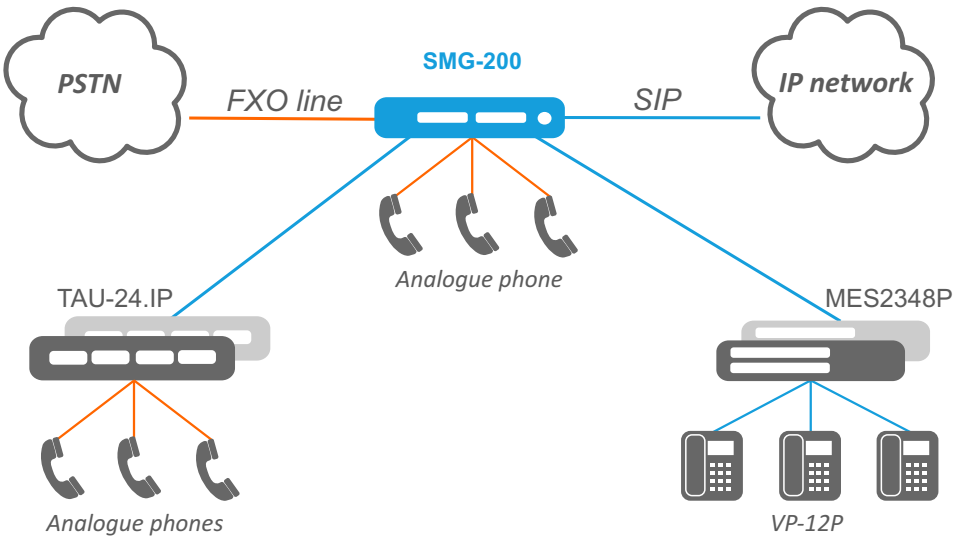 SMG-200
PSTN
IP network
FXO line
SIP
Analogue phone
TAU-24.IP
MES2348P
Analogue phones
VP-12P